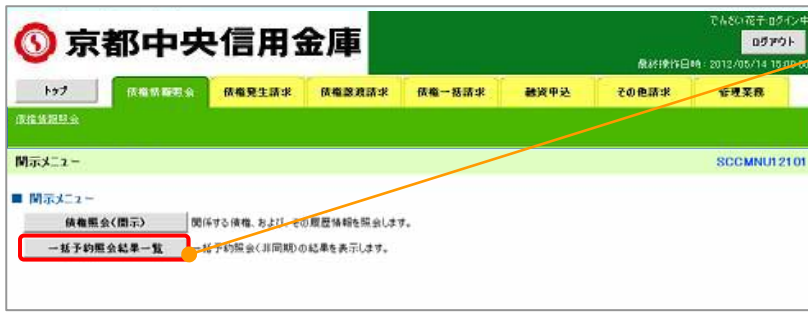 京都中央信用金庫
でんさい花子 ログイン中
ログアウト
最終操作日時：2012/05/14 15:00:00
トップ 債権情報照会 債権発生請求 債権譲渡請求 債権一括請求 融資申込 その他請求 管理業務
債権情報照会
開示メニュー SCCMNU12101
■ 開示メニュー
債権照会(開示) 関係する債権、および、その履歴情報を照会します。
一括予約照会結果一覧 一括予約照会(非同期)の結果を表示します。